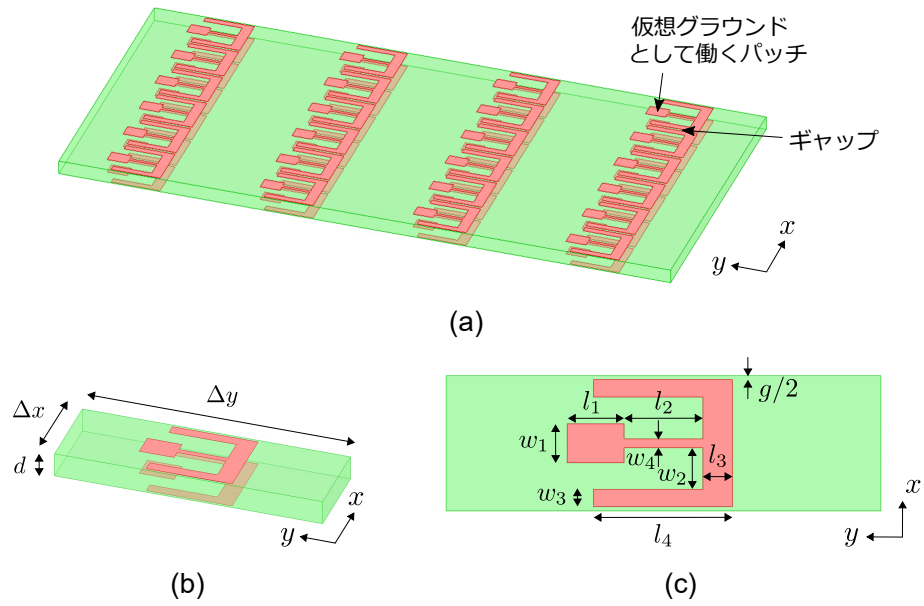 仮想グラウンド
として働くパッチ
ギャップ
x
y
(a)
Δx
Δy
d
x
y
(b)
g/2
l₁
l₂
w₁
w₄
w₂
l₃
w₃
l₄
x
y
(c)